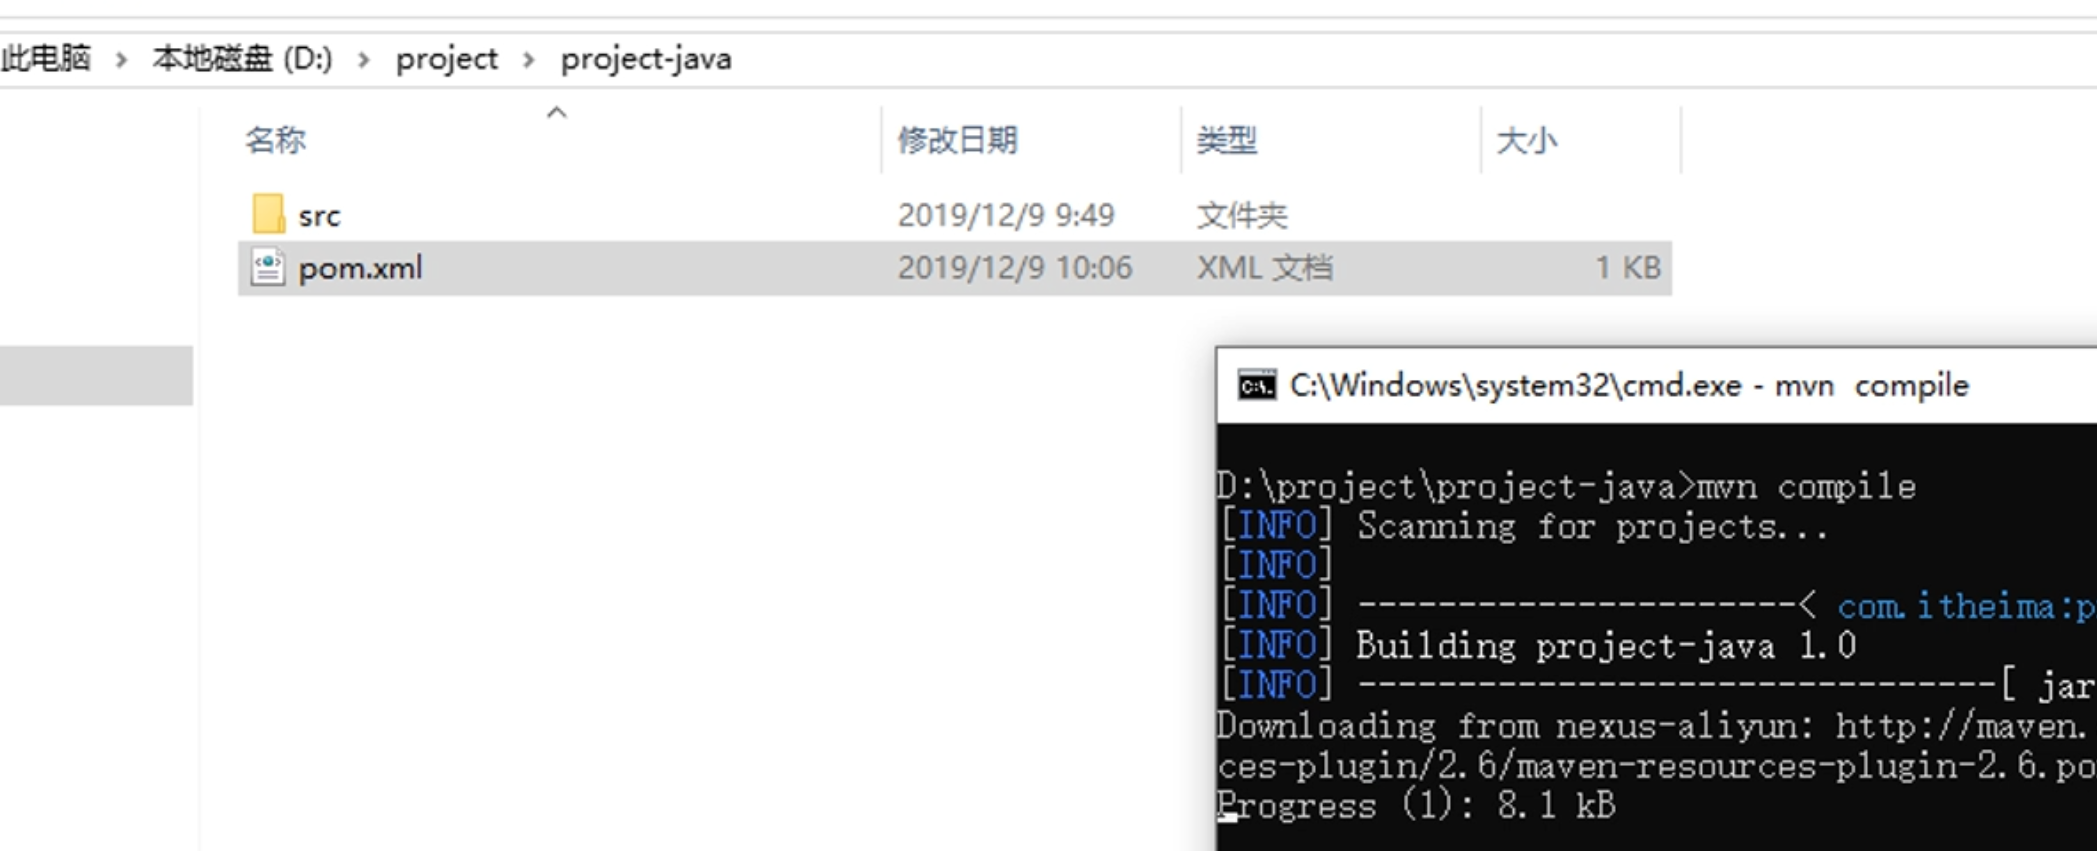 此电脑 › 本地磁盘 (D:) › project › project-java
名称 修改日期 类型 大小
src 2019/12/9 9:49 文件夹
pom.xml 2019/12/9 10:06 XML 文档 1 KB
C:\Windows\system32\cmd.exe - mvn  compile
D:\project\project-java>mvn compile
[INFO] Scanning for projects...
[INFO]
[INFO] ----------------------< com.itheima:p
[INFO] Building project-java 1.0
[INFO] --------------------------------[ jar
Downloading from nexus-aliyun: http://maven.
ces-plugin/2.6/maven-resources-plugin-2.6.po
Progress (1): 8.1 kB